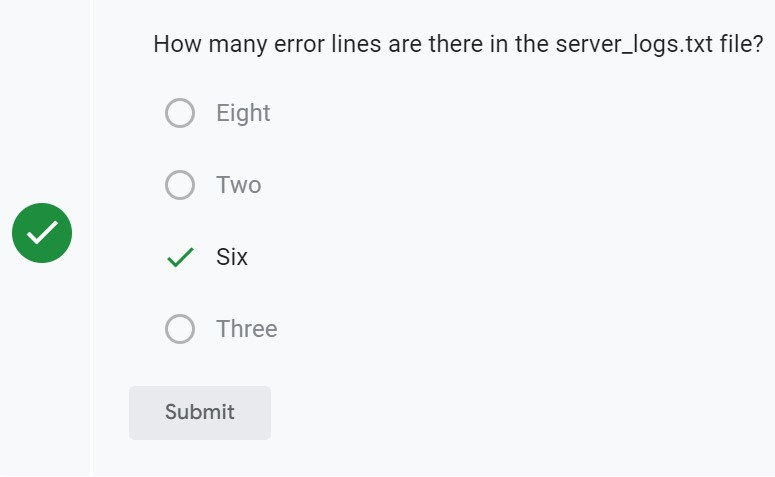 How many error lines are there in the server_logs.txt file?
Eight
Two
Six
Three
Submit